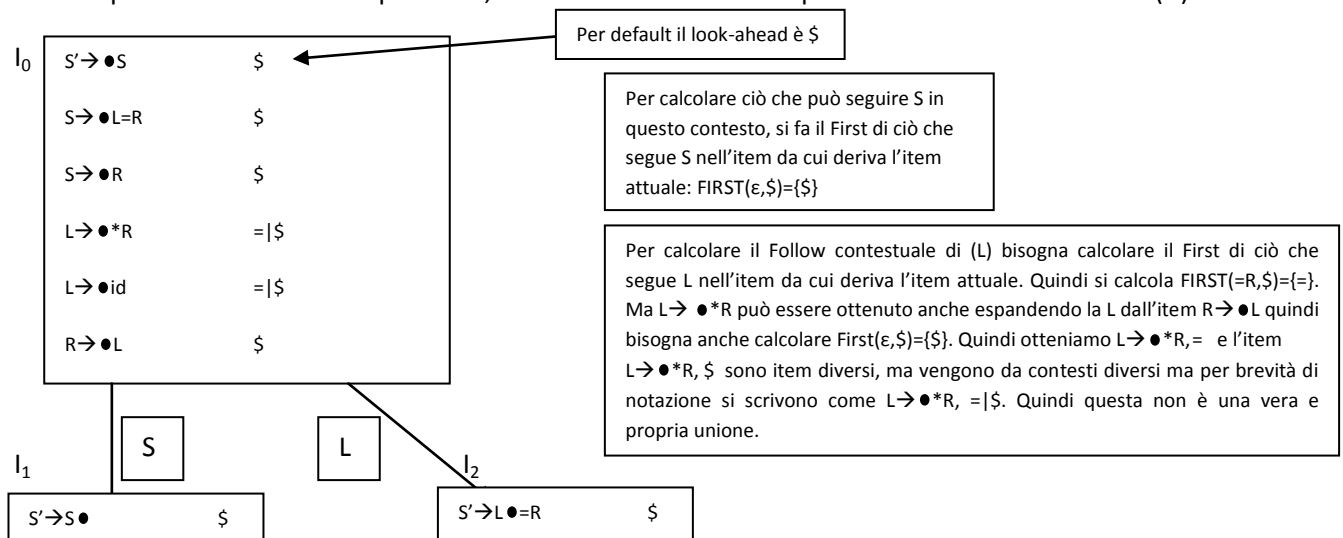 Per default il look-ahead è $
I0
S'→ ●S $
S→ ●L=R $
S→ ●R $
L→ ●*R =|$
L→ ●id =|$
R→ ●L $
Per calcolare ciò che può seguire S in
questo contesto, si fa il First di ciò che
segue S nell'item da cui deriva l'item
attuale: FIRST(ε,$)={$}
Per calcolare il Follow contestuale di (L) bisogna calcolare il First di ciò che
segue L nell'item da cui deriva l'item attuale. Quindi si calcola FIRST(=R,$)={=}.
Ma L→ ●*R può essere ottenuto anche espandendo la L dall'item R→ ●L quindi
bisogna anche calcolare First(ε,$)={$}. Quindi otteniamo L→ ●*R, = e l'item
L→ ●*R, $ sono item diversi, ma vengono da contesti diversi ma per brevità di
notazione si scrivono come L→ ●*R, =|$. Quindi questa non è una vera e
propria unione.
S
L
I1
S'→S● $
I2
S'→L●=R $